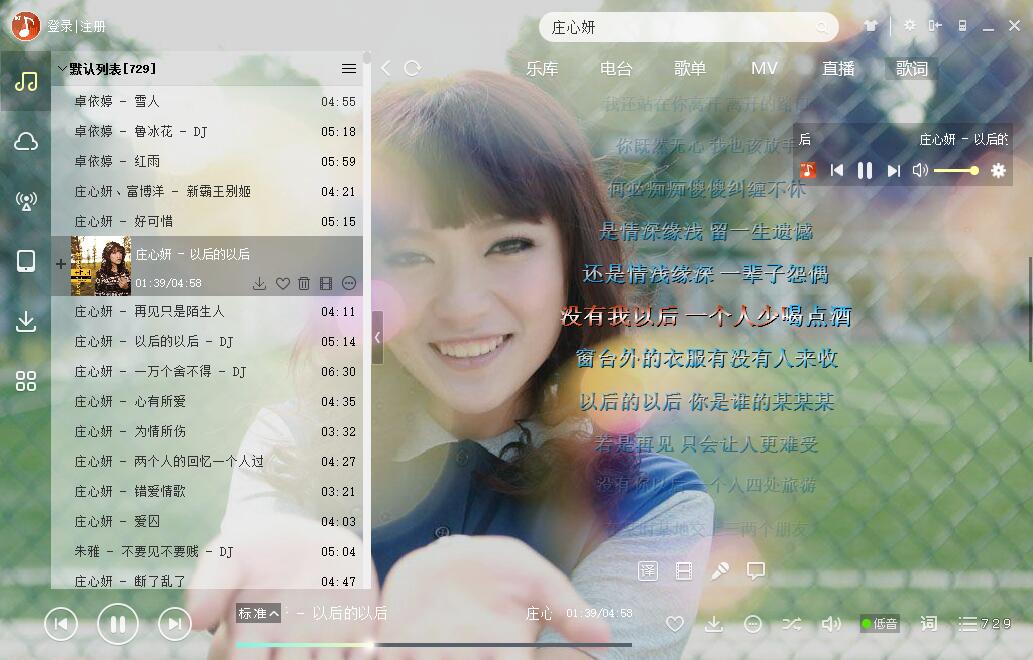 登录|注册
庄心妍
默认列表[729]
乐库 电台 歌单 MV 直播 歌词
卓依婷 - 雪人 04:55
卓依婷 - 鲁冰花 - DJ 05:18
卓依婷 - 红雨 05:59
庄心妍、富博洋 - 新霸王别姬 04:21
庄心妍 - 好可惜 05:15
庄心妍 - 以后的以后
01:39/04:58
庄心妍 - 再见只是陌生人 04:11
庄心妍 - 以后的以后 - DJ 05:14
庄心妍 - 一万个舍不得 - DJ 06:30
庄心妍 - 心有所爱 04:35
庄心妍 - 为情所伤 03:32
庄心妍 - 两个人的回忆一个人过 04:27
庄心妍 - 错爱情歌 03:21
庄心妍 - 爱囚 04:03
朱雅 - 不要见不要贱 - DJ 05:04
庄心妍 - 断了乱了 04:47
后 庄心妍 - 以后的
我还站在你离开 离开的路口
你既然无心 我也该放手
何必痴痴傻傻纠缠不休
是情深缘浅 留一生遗憾
还是情浅缘深 一辈子怨偶
没有我以后 一个人少喝点酒
窗台外的衣服有没有人来收
以后的以后 你是谁的某某某
若是再见 只会让人更难受
没有你以后 一个人四处旅游
三两个朋友
译
标准 - 以后的以后
庄心 01:39/04:58
低音
词
729